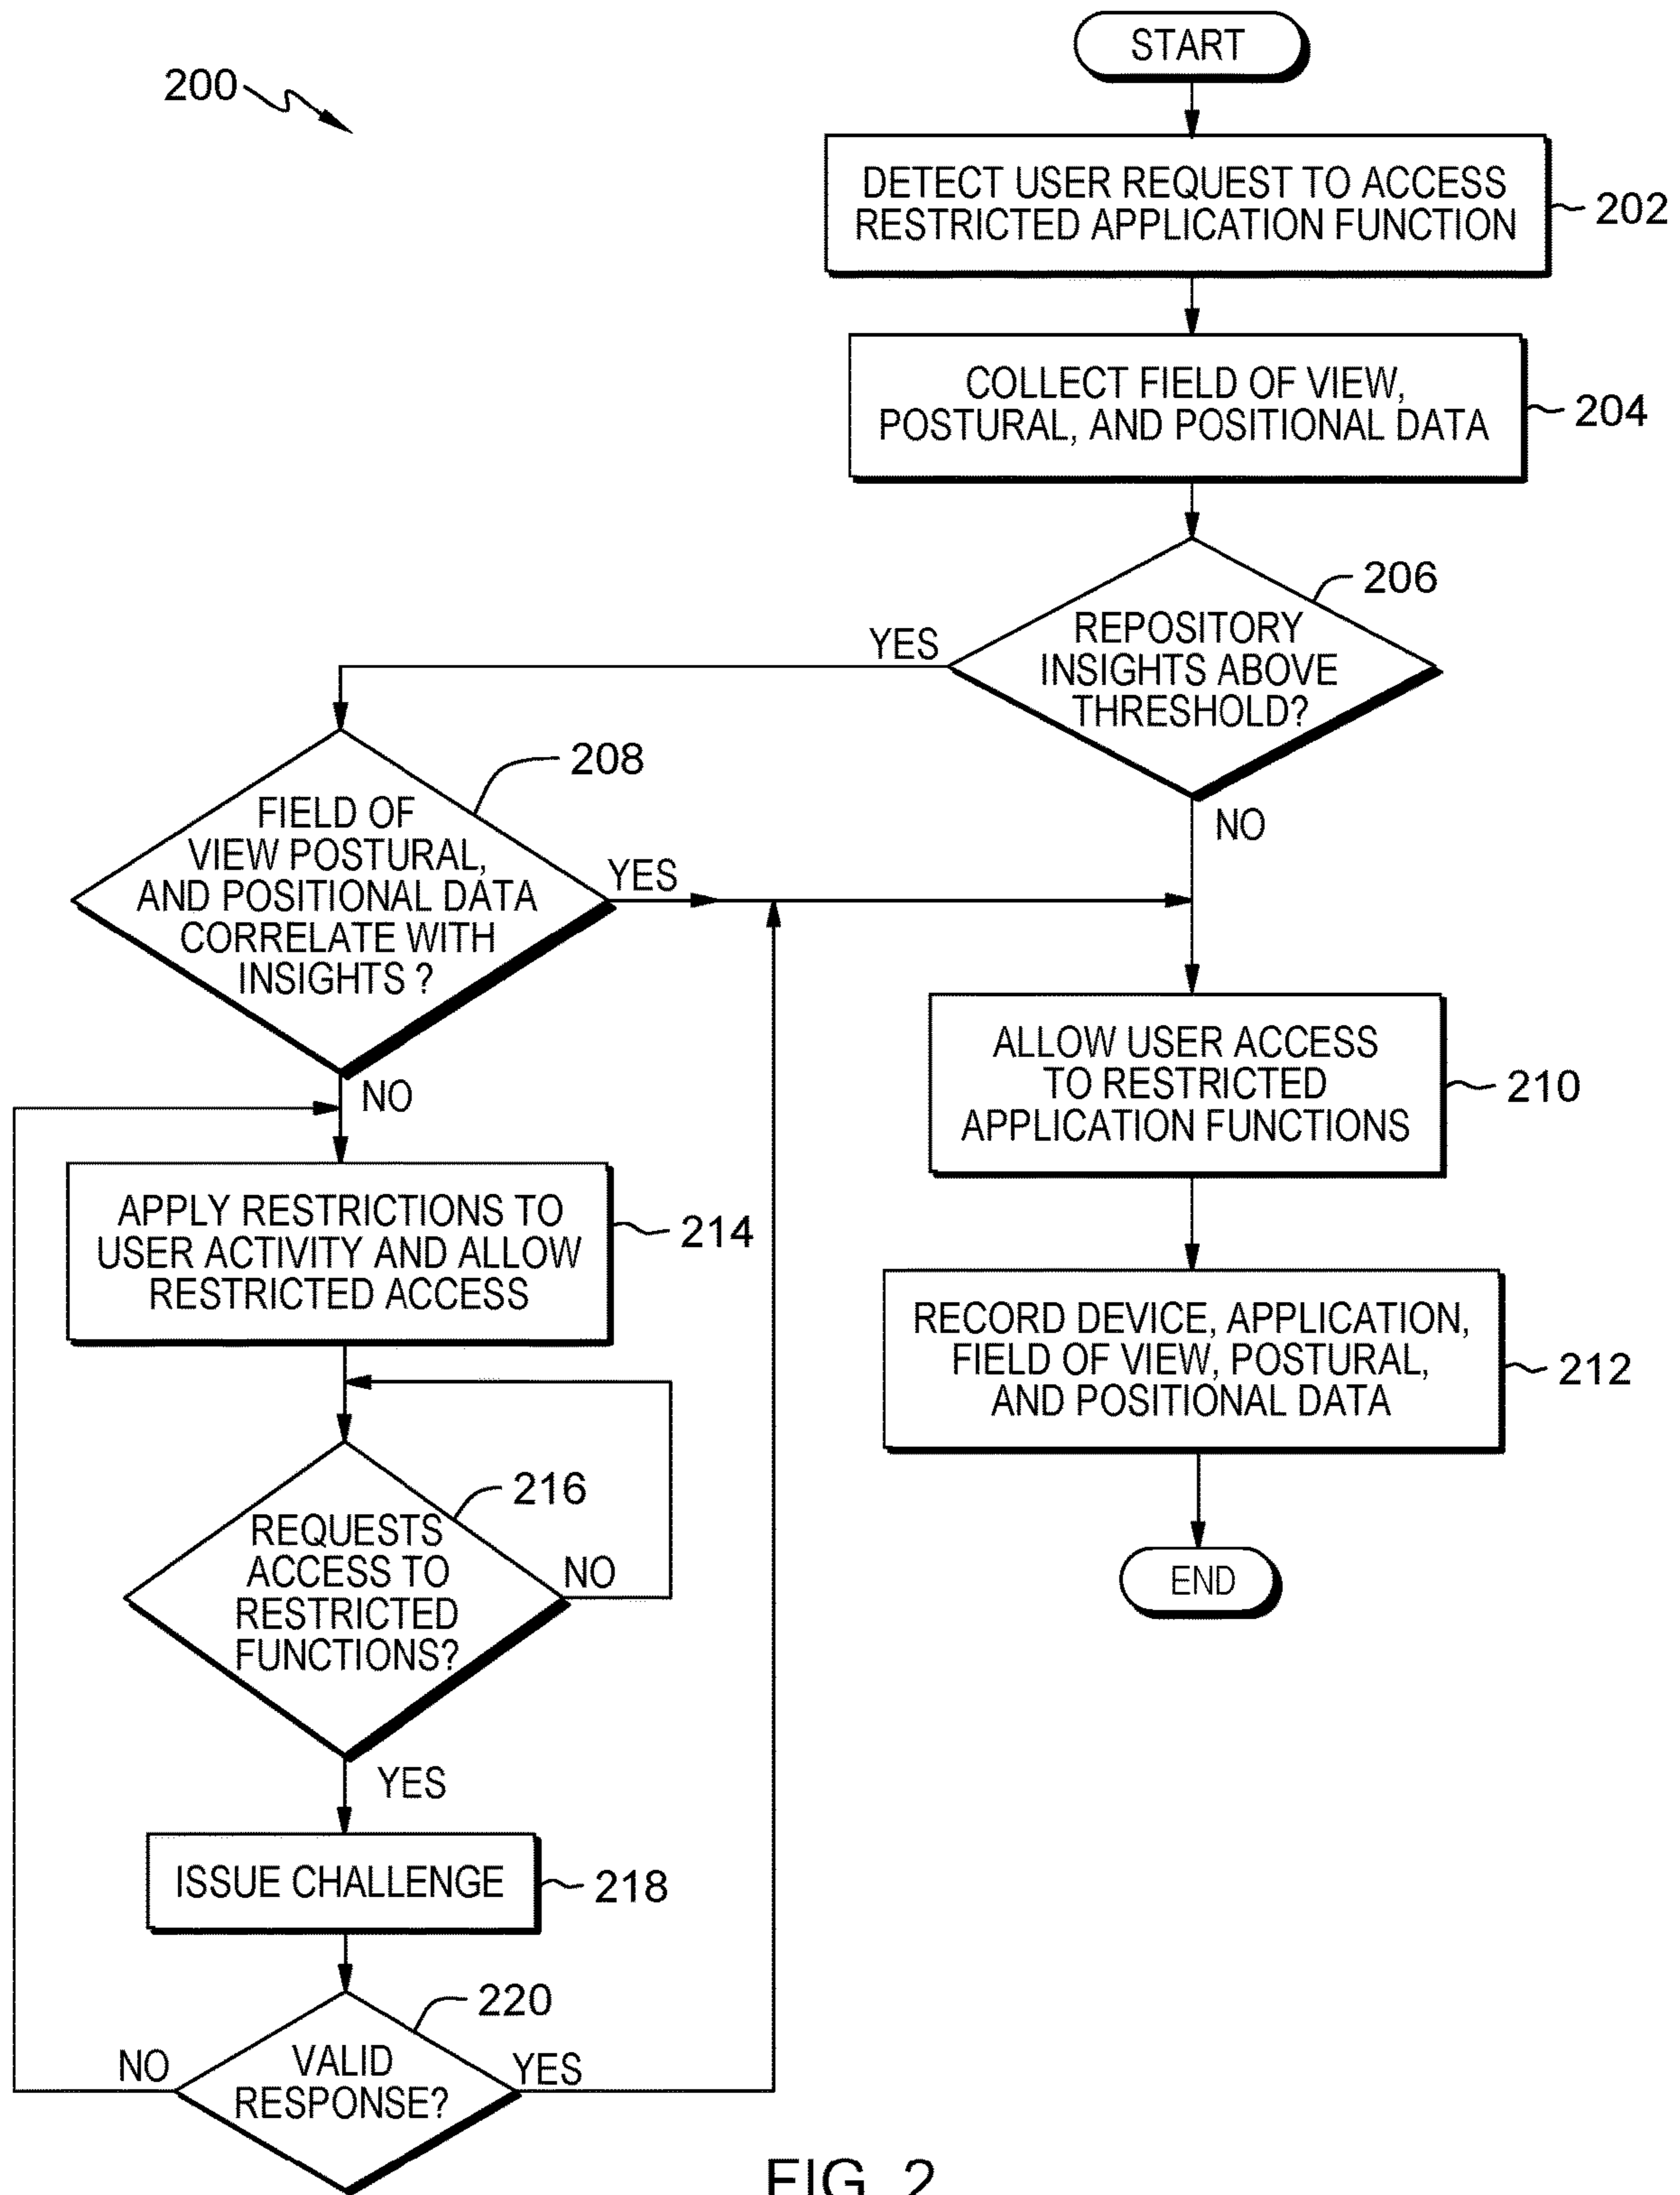 200
START
DETECT USER REQUEST TO ACCESS
RESTRICTED APPLICATION FUNCTION
202
COLLECT FIELD OF VIEW,
POSTURAL, AND POSITIONAL DATA
204
206
REPOSITORY
INSIGHTS ABOVE
THRESHOLD?
YES
NO
208
FIELD OF
VIEW POSTURAL,
AND POSITIONAL DATA
CORRELATE WITH
INSIGHTS ?
YES
NO
ALLOW USER ACCESS
TO RESTRICTED
APPLICATION FUNCTIONS
210
APPLY RESTRICTIONS TO
USER ACTIVITY AND ALLOW
RESTRICTED ACCESS
214
RECORD DEVICE, APPLICATION,
FIELD OF VIEW, POSTURAL,
AND POSITIONAL DATA
212
216
REQUESTS
ACCESS TO
RESTRICTED
FUNCTIONS?
NO
YES
END
ISSUE CHALLENGE
218
220
VALID
RESPONSE?
NO
YES
FIG. 2